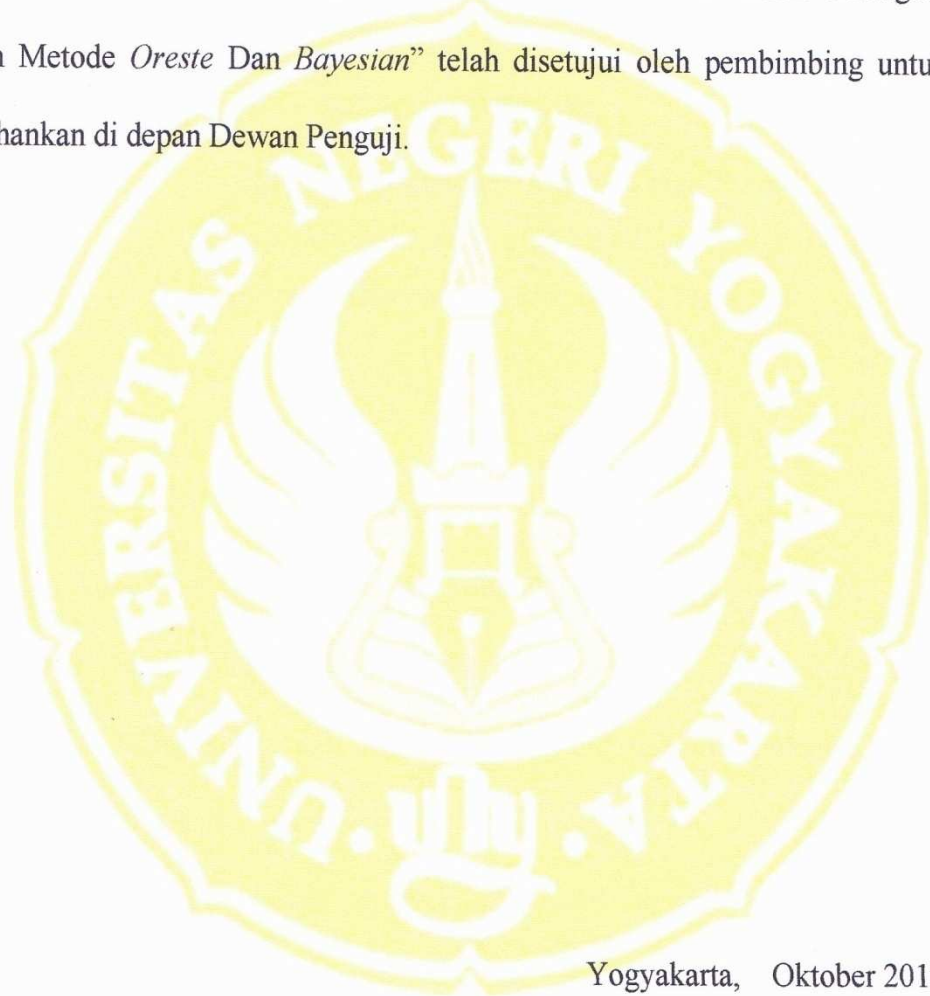 n Metode Oreste Dan Bayesian” telah disetujui oleh pembimbing untu
hankan di depan Dewan Penguji.
UNIVERSITAS NEGERI YOGYAKARTA
uny
Yogyakarta, Oktober 201